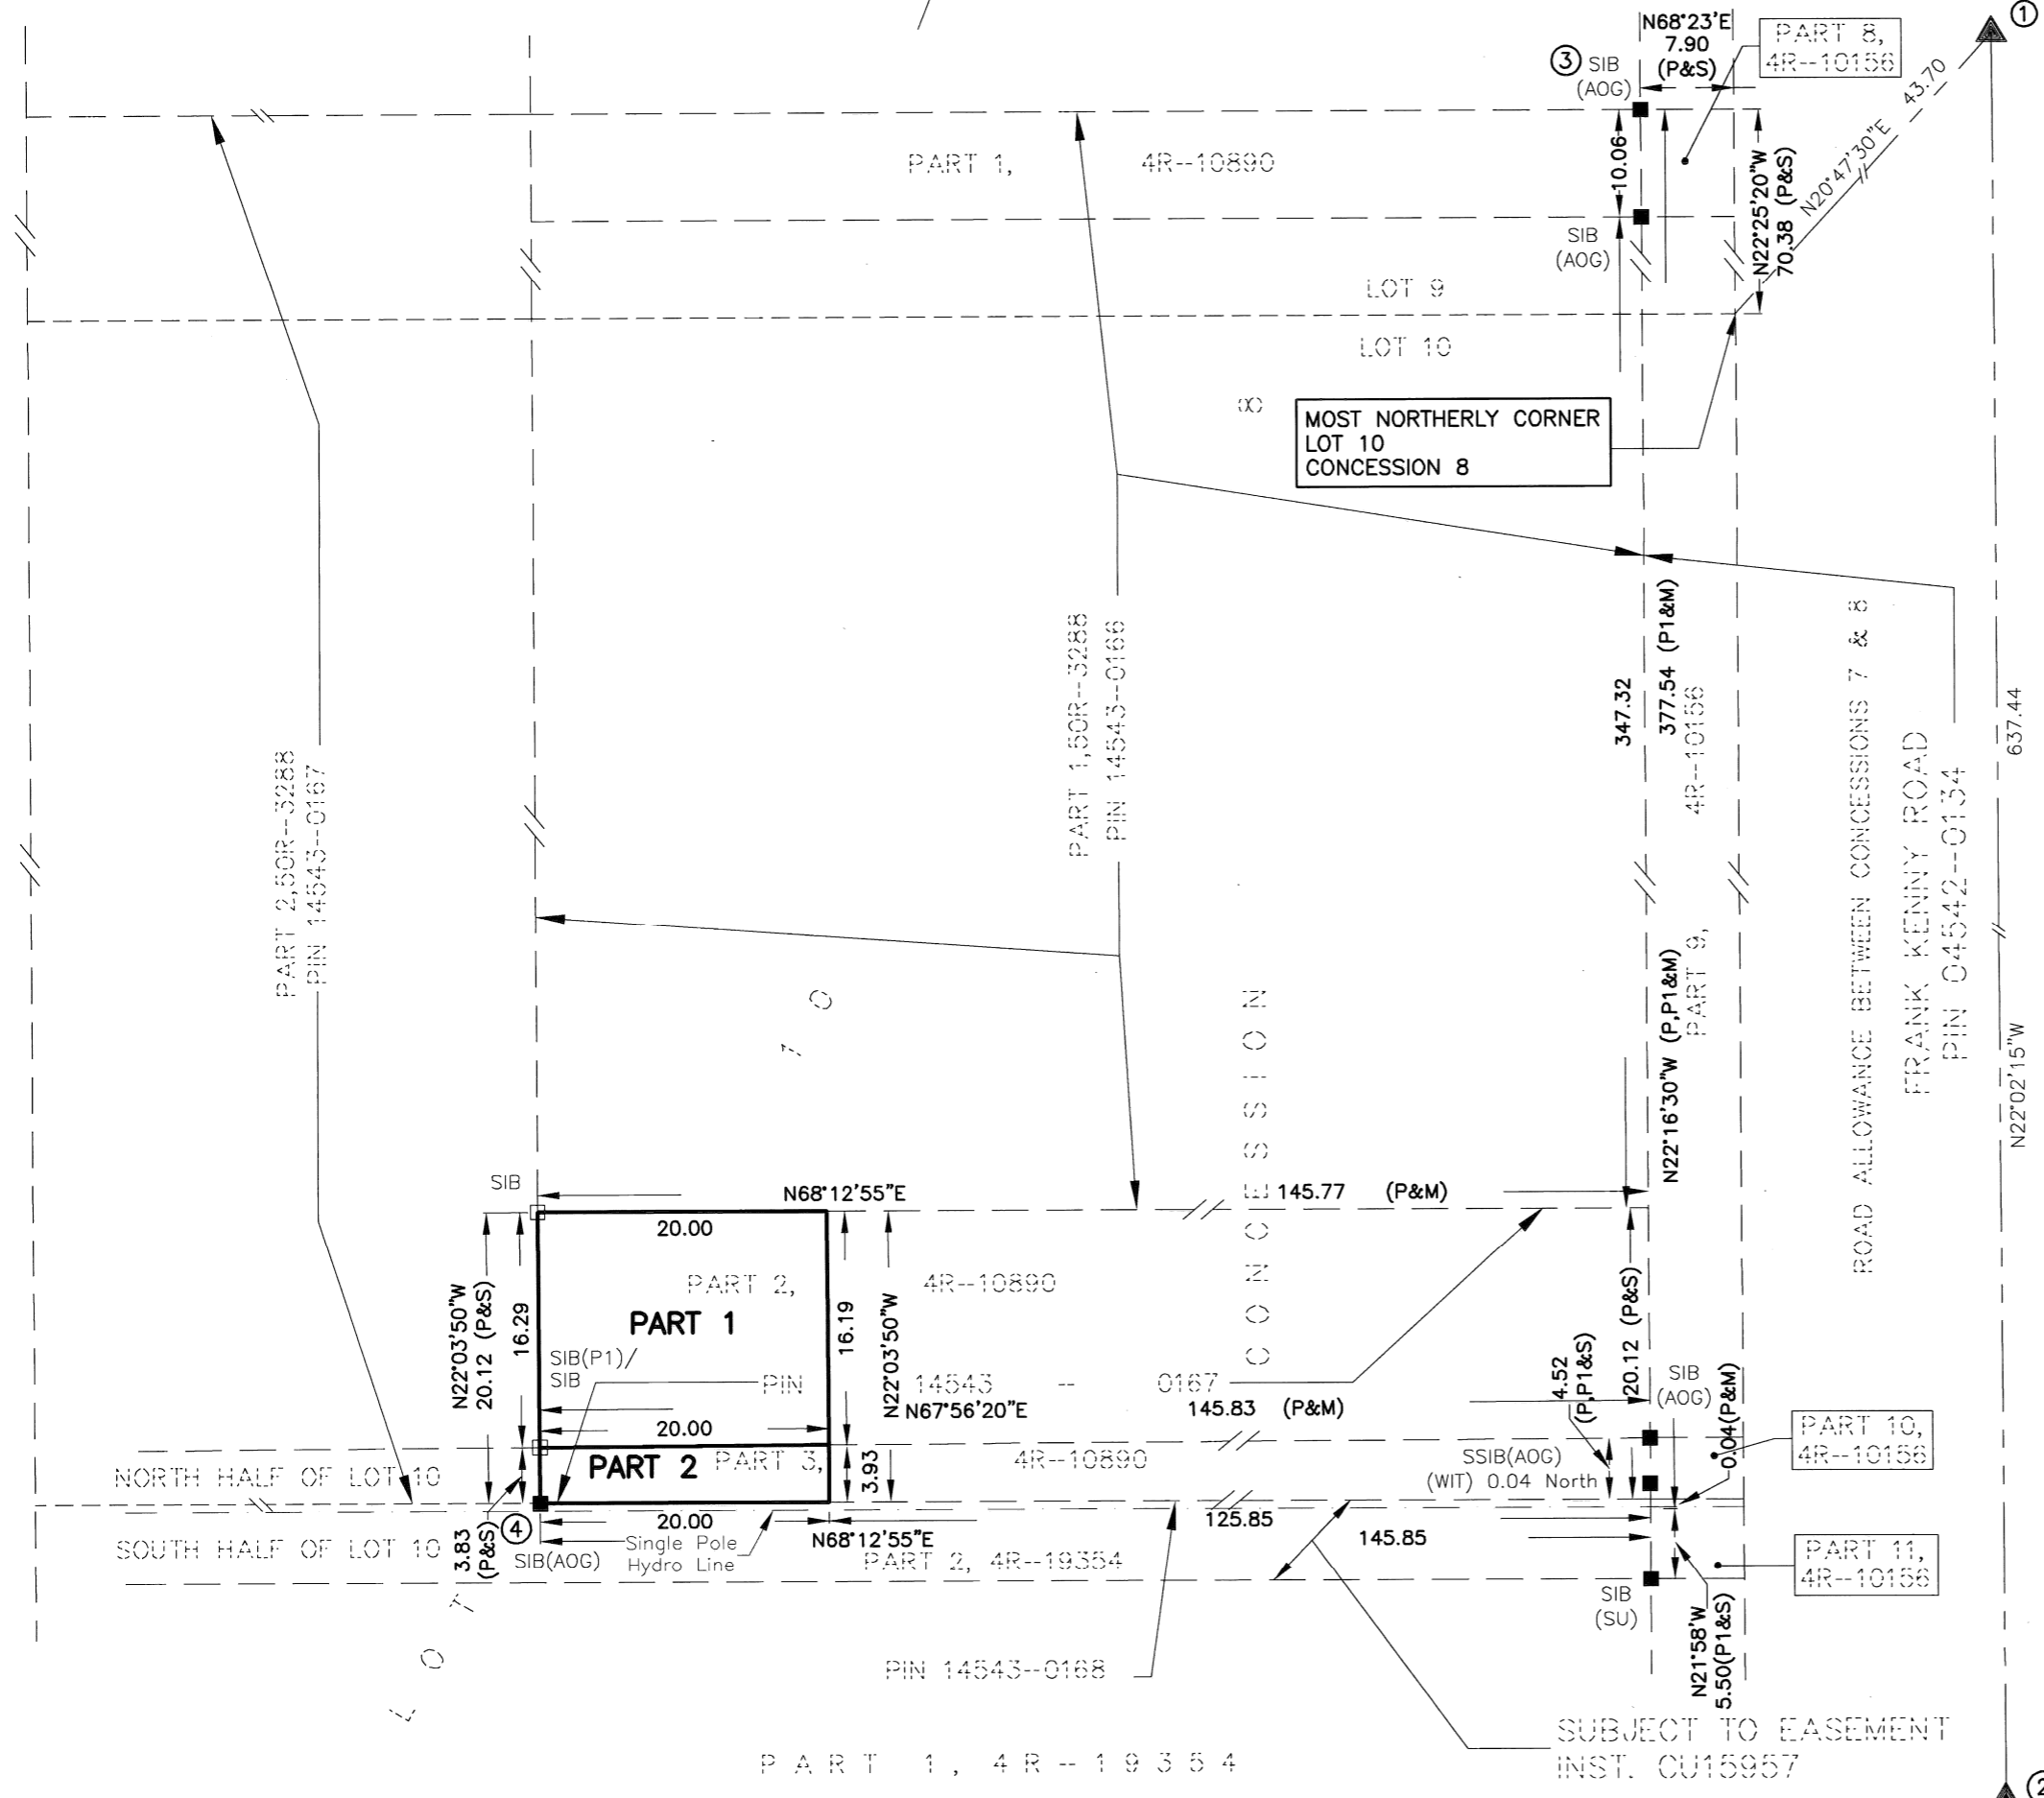 ①
N68°23'E
7.90
(P&S)
PART 8,
4R--10156
③ SIB
(AOG)
43.70
N20°47'30"E
10.06
N22°25'20"W
70.38 (P&S)
PART 1, 4R--10890
SIB
(AOG)
LOT 9
LOT 10
8
MOST NORTHERLY CORNER
LOT 10
CONCESSION 8
347.32
377.54 (P1&M)
4R--10156
PART 9,
N22°16'30"W (P,P1&M)
ROAD ALLOWANCE BETWEEN CONCESSIONS 7 & 8
FRANK KENNY ROAD
PIN 04542--0134
637.44
N22°02'15"W
PART 2,50R--3288
PIN 14543--0167
PART 1,50R--3288
PIN 14543--0166
CONCESSION
LOT 10
SIB
N68°12'55"E
145.77 (P&M)
20.00
N22°03'50"W
20.12 (P&S)
16.29
PART 2, 4R--10890
PART 1
16.19
N22°03'50"W
SIB(P1)/
SIB
PIN 14543 -- 0167
N67°56'20"E
145.83 (P&M)
4.52
(P,P1&S)
20.12 (P&S)
SIB
(AOG)
0.04(P&M)
20.00
PART 10,
4R--10156
NORTH HALF OF LOT 10
PART 2
PART 3, 4R--10890
3.93
SSIB(AOG)
(WIT) 0.04 North
3.83
(P&S)
④
20.00
125.85
145.85
SOUTH HALF OF LOT 10
SIB(AOG)
Single Pole
Hydro Line
N68°12'55"E
PART 2, 4R--19354
PART 11,
4R--10156
SIB
(SU)
N21°58'W
5.50(P1&S)
PIN 14543--0168
SUBJECT TO EASEMENT
INST. CU15957
PART 1, 4R--19354
②